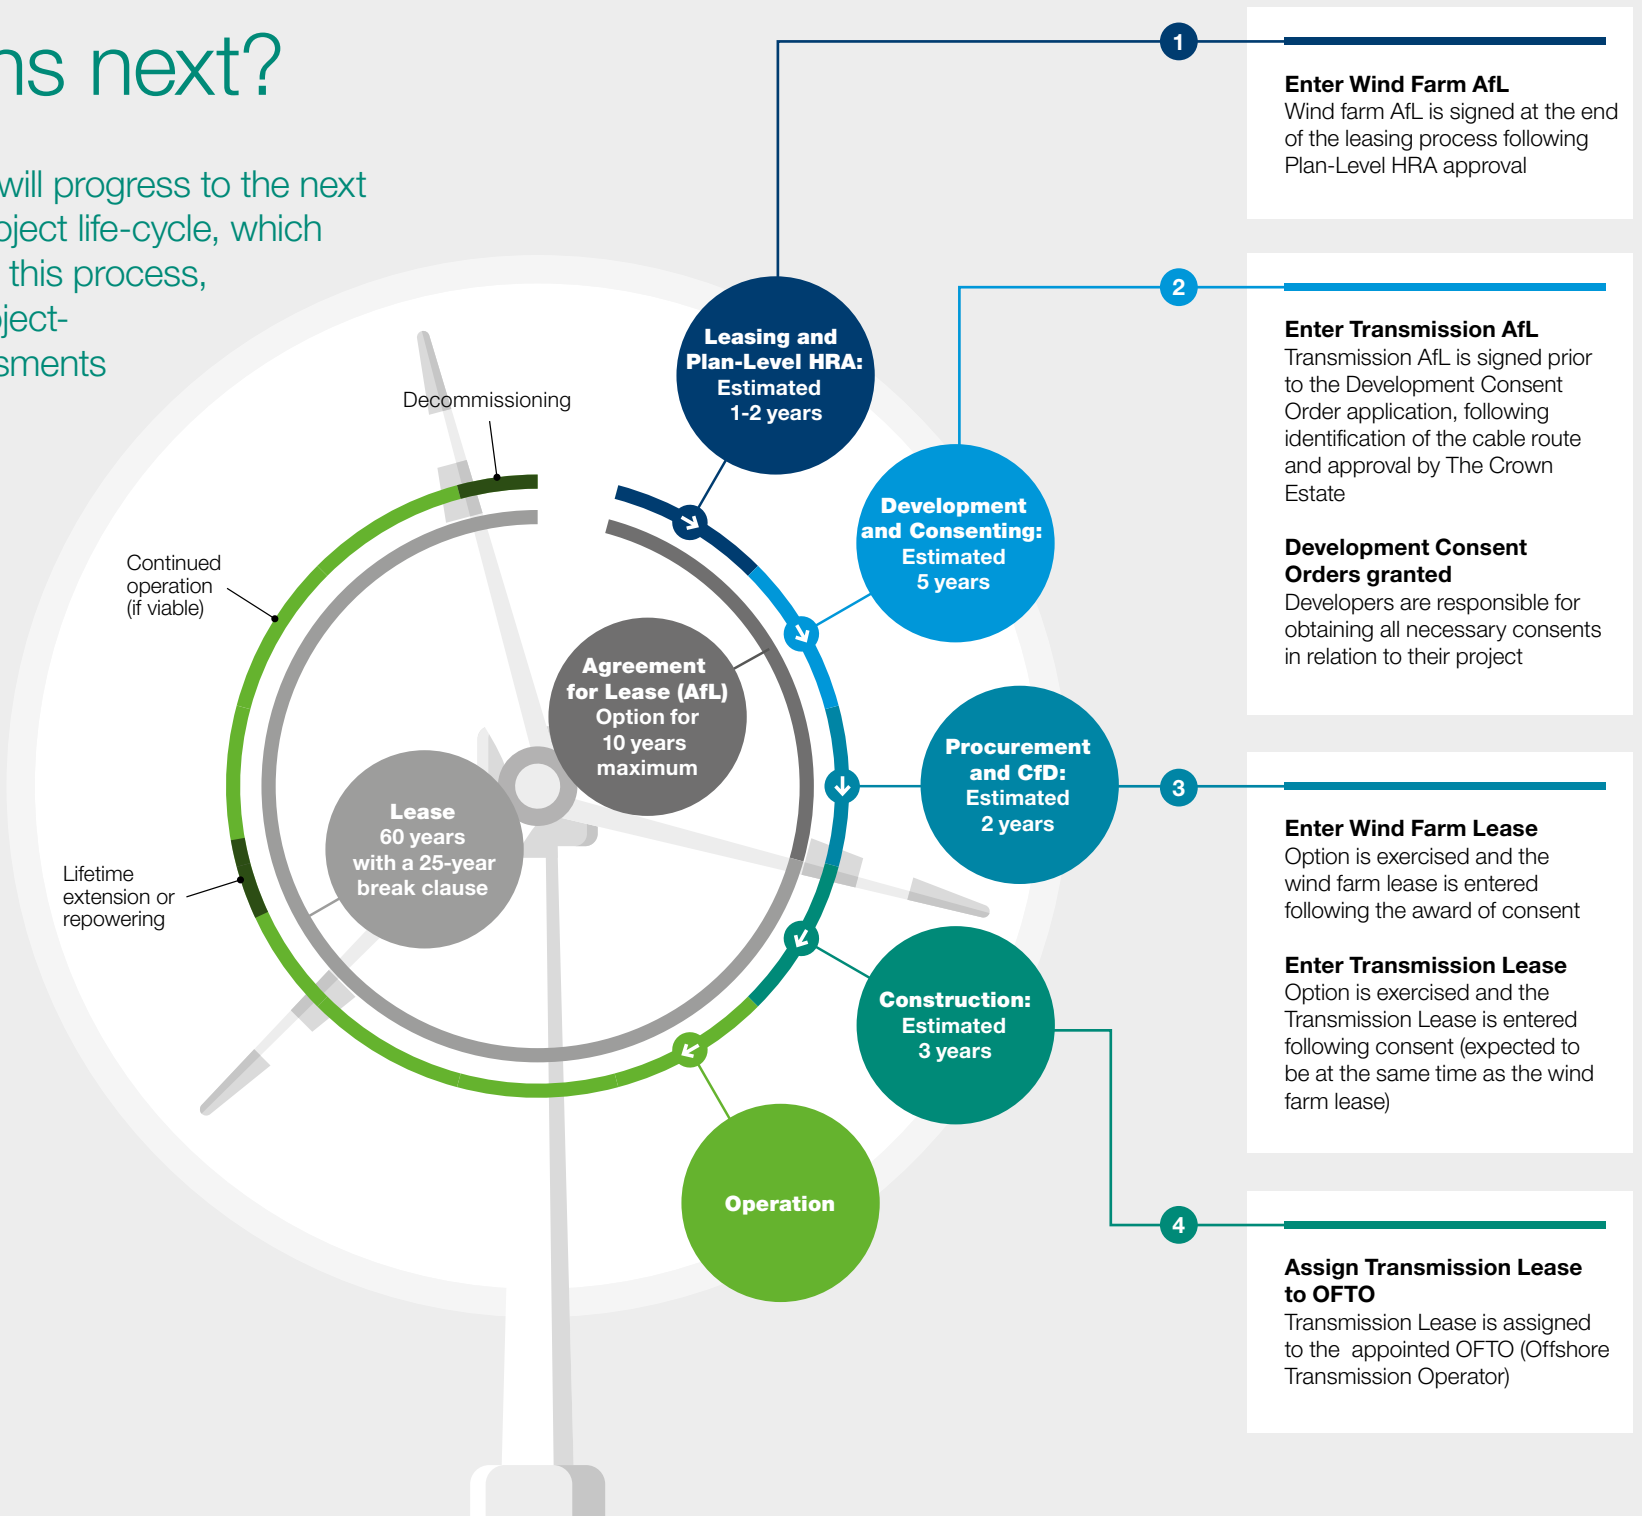 ns next?
will progress to the next
oject life-cycle, which
this process,
oject-
sments
Decommissioning
Continued
operation
(if viable)
Lifetime
extension or
repowering
Leasing and
Plan-Level HRA:
Estimated
1-2 years
Development
and Consenting:
Estimated
5 years
Agreement
for Lease (AfL)
Option for
10 years
maximum
Lease
60 years
with a 25-year
break clause
Procurement
and CfD:
Estimated
2 years
Construction:
Estimated
3 years
Operation
1
Enter Wind Farm AfL
Wind farm AfL is signed at the end
of the leasing process following
Plan-Level HRA approval
2
Enter Transmission AfL
Transmission AfL is signed prior
to the Development Consent
Order application, following
identification of the cable route
and approval by The Crown
Estate
Development Consent
Orders granted
Developers are responsible for
obtaining all necessary consents
in relation to their project
3
Enter Wind Farm Lease
Option is exercised and the
wind farm lease is entered
following the award of consent
Enter Transmission Lease
Option is exercised and the
Transmission Lease is entered
following consent (expected to
be at the same time as the wind
farm lease)
4
Assign Transmission Lease
to OFTO
Transmission Lease is assigned
to the appointed OFTO (Offshore
Transmission Operator)